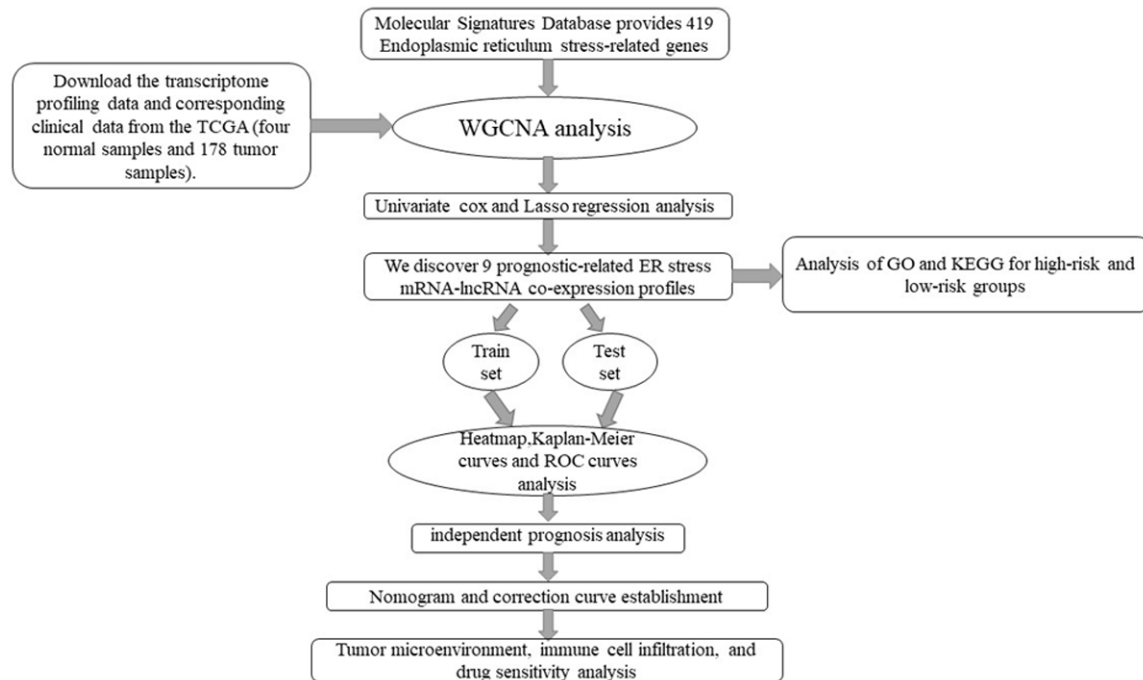 Molecular Signatures Database provides 419
Endoplasmic reticulum stress-related genes
Download the transcriptome
profiling data and corresponding
clinical data from the TCGA (four
normal samples and 178 tumor
samples).
WGCNA analysis
Univariate cox and Lasso regression analysis
We discover 9 prognostic-related ER stress
mRNA-lncRNA co-expression profiles
Analysis of GO and KEGG for high-risk and
low-risk groups
Train
set
Test
set
Heatmap,Kaplan-Meier
curves and ROC curves
analysis
independent prognosis analysis
Nomogram and correction curve establishment
Tumor microenvironment, immune cell infiltration, and
drug sensitivity analysis